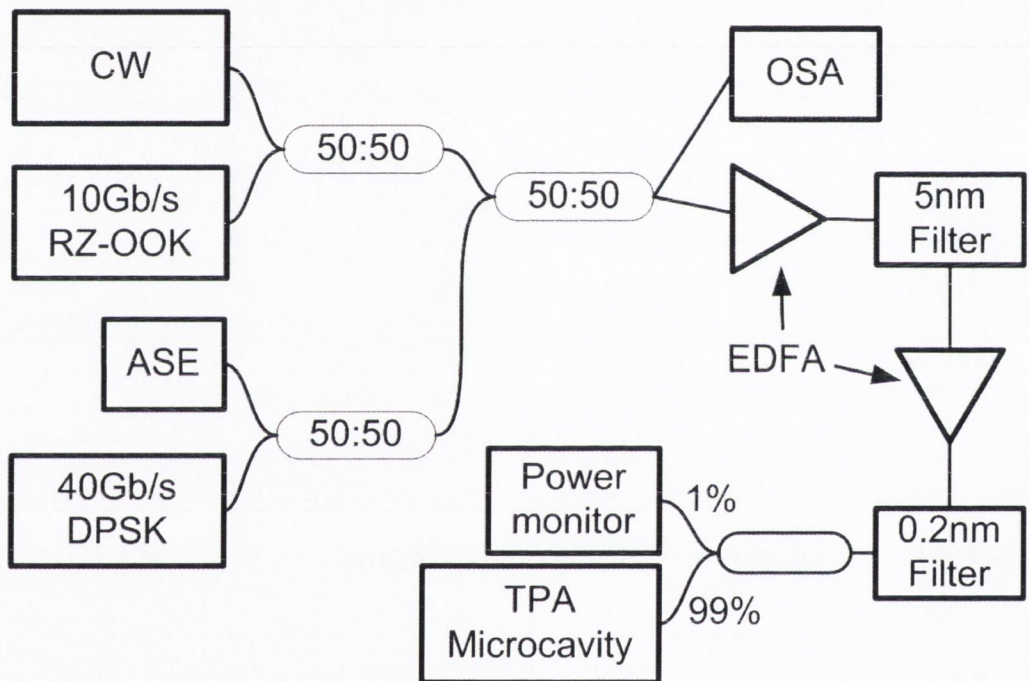 CW
50:50
10Gb/s
RZ-OOK
50:50
OSA
5nm
Filter
EDFA
ASE
50:50
40Gb/s
DPSK
Power
monitor
1%
TPA
Microcavity
99%
0.2nm
Filter